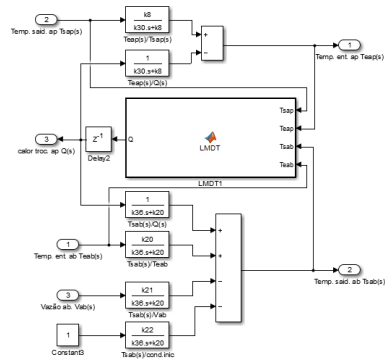 2
Temp. said. ap Tsap(s)
k8
k30.s+k8
Teap(s)/Tsap(s)
1
k30.s+k8
Teap(s)/Q(s)
+
−
1
Temp. ent. ap Teap(s)
3
calor troc. ap Q(s)
Z-1
Delay2
Q
LMDT
Tsap
Teap
Tsab
Teab
LMDT1
1
k36.s+k20
Tsab(s)/Q(s)
1
Temp. ent. ab Teab(s)
k20
k36.s+k20
Tsab(s)/Teab
3
Vazão ab. Vab(s)
k21
k36.s+k20
Tsab(s)/Vab
1
Constant3
k22
k36.s+k20
Tsab(s)/cond.inic
+
+
−
−
2
Temp. said. ab Tsab(s)